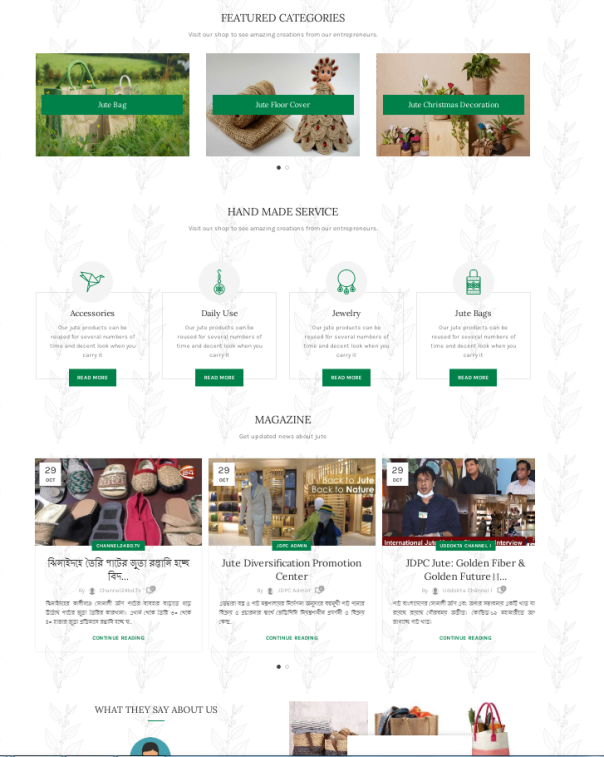 FEATURED CATEGORIES
Visit our shop to see amazing creations from our entrepreneurs.
Jute Bag
Jute Floor Cover
Jute Christmas Decoration
HAND MADE SERVICE
Visit our shop to see amazing creations from our entrepreneurs.
Accessories
Our jute products can be
reused for several numbers of
time and decent look when you
carry it
READ MORE
Daily Use
Our jute products can be
reused for several numbers of
time and decent look when you
carry it
READ MORE
Jewelry
Our jute products can be
reused for several numbers of
time and decent look when you
carry it
READ MORE
Jute Bags
Our jute products can be
reused for several numbers of
time and decent look when you
carry it
READ MORE
MAGAZINE
Get updated news about jute
29
OCT
24
CHANNEL24BD.TV
ঝিনাইদহে তৈরি পাটের জুতা রপ্তানি হচ্ছে
বিদ...
By Channel24bd.Tv
CONTINUE READING
29
OCT
Back to Jute
Back to Nature
JDPC ADMIN
Jute Diversification Promotion
Center
By JDPC Admin
CONTINUE READING
29
OCT
International Jute
Interview
UDDOKTA CHANNEL I
JDPC Jute: Golden Fiber &
Golden Future ||...
By Uddokta Channel I
CONTINUE READING
WHAT THEY SAY ABOUT US